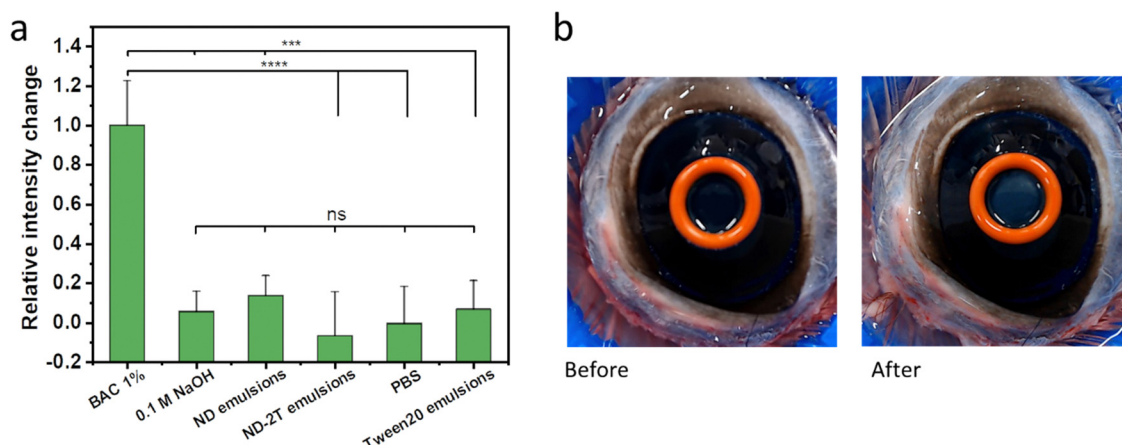 a
b
Relative intensity change
1.4
1.2
1.0
0.8
0.6
0.4
0.2
0.0
-0.2
***
****
ns
BAC 1%
0.1 M NaOH
ND emulsions
ND-2T emulsions
PBS
Tween20 emulsions
Before
After